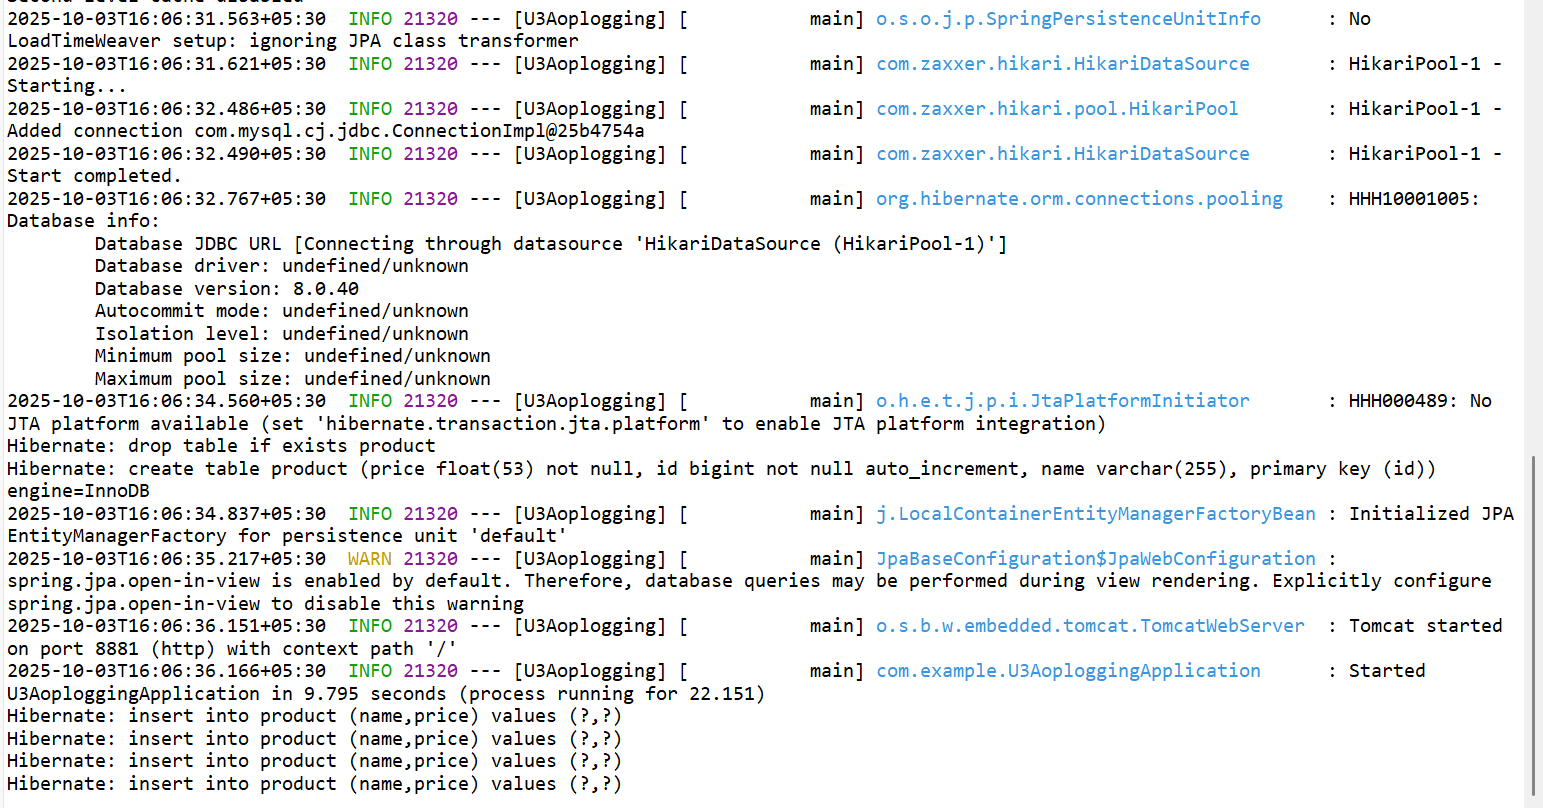 2025-10-03T16:06:31.563+05:30  INFO 21320 --- [U3Aoplogging] [           main] o.s.o.j.p.SpringPersistenceUnitInfo      : No
LoadTimeWeaver setup: ignoring JPA class transformer
2025-10-03T16:06:31.621+05:30  INFO 21320 --- [U3Aoplogging] [           main] com.zaxxer.hikari.HikariDataSource       : HikariPool-1 -
Starting...
2025-10-03T16:06:32.486+05:30  INFO 21320 --- [U3Aoplogging] [           main] com.zaxxer.hikari.pool.HikariPool        : HikariPool-1 -
Added connection com.mysql.cj.jdbc.ConnectionImpl@25b4754a
2025-10-03T16:06:32.490+05:30  INFO 21320 --- [U3Aoplogging] [           main] com.zaxxer.hikari.HikariDataSource       : HikariPool-1 -
Start completed.
2025-10-03T16:06:32.767+05:30  INFO 21320 --- [U3Aoplogging] [           main] org.hibernate.orm.connections.pooling    : HHH10001005:
Database info:
        Database JDBC URL [Connecting through datasource 'HikariDataSource (HikariPool-1)']
        Database driver: undefined/unknown
        Database version: 8.0.40
        Autocommit mode: undefined/unknown
        Isolation level: undefined/unknown
        Minimum pool size: undefined/unknown
        Maximum pool size: undefined/unknown
2025-10-03T16:06:34.560+05:30  INFO 21320 --- [U3Aoplogging] [           main] o.h.e.t.j.p.i.JtaPlatformInitiator       : HHH000489: No
JTA platform available (set 'hibernate.transaction.jta.platform' to enable JTA platform integration)
Hibernate: drop table if exists product
Hibernate: create table product (price float(53) not null, id bigint not null auto_increment, name varchar(255), primary key (id))
engine=InnoDB
2025-10-03T16:06:34.837+05:30  INFO 21320 --- [U3Aoplogging] [           main] j.LocalContainerEntityManagerFactoryBean : Initialized JPA
EntityManagerFactory for persistence unit 'default'
2025-10-03T16:06:35.217+05:30  WARN 21320 --- [U3Aoplogging] [           main] JpaBaseConfiguration$JpaWebConfiguration :
spring.jpa.open-in-view is enabled by default. Therefore, database queries may be performed during view rendering. Explicitly configure
spring.jpa.open-in-view to disable this warning
2025-10-03T16:06:36.151+05:30  INFO 21320 --- [U3Aoplogging] [           main] o.s.b.w.embedded.tomcat.TomcatWebServer  : Tomcat started
on port 8881 (http) with context path '/'
2025-10-03T16:06:36.166+05:30  INFO 21320 --- [U3Aoplogging] [           main] com.example.U3AoploggingApplication      : Started
U3AoploggingApplication in 9.795 seconds (process running for 22.151)
Hibernate: insert into product (name,price) values (?,?)
Hibernate: insert into product (name,price) values (?,?)
Hibernate: insert into product (name,price) values (?,?)
Hibernate: insert into product (name,price) values (?,?)